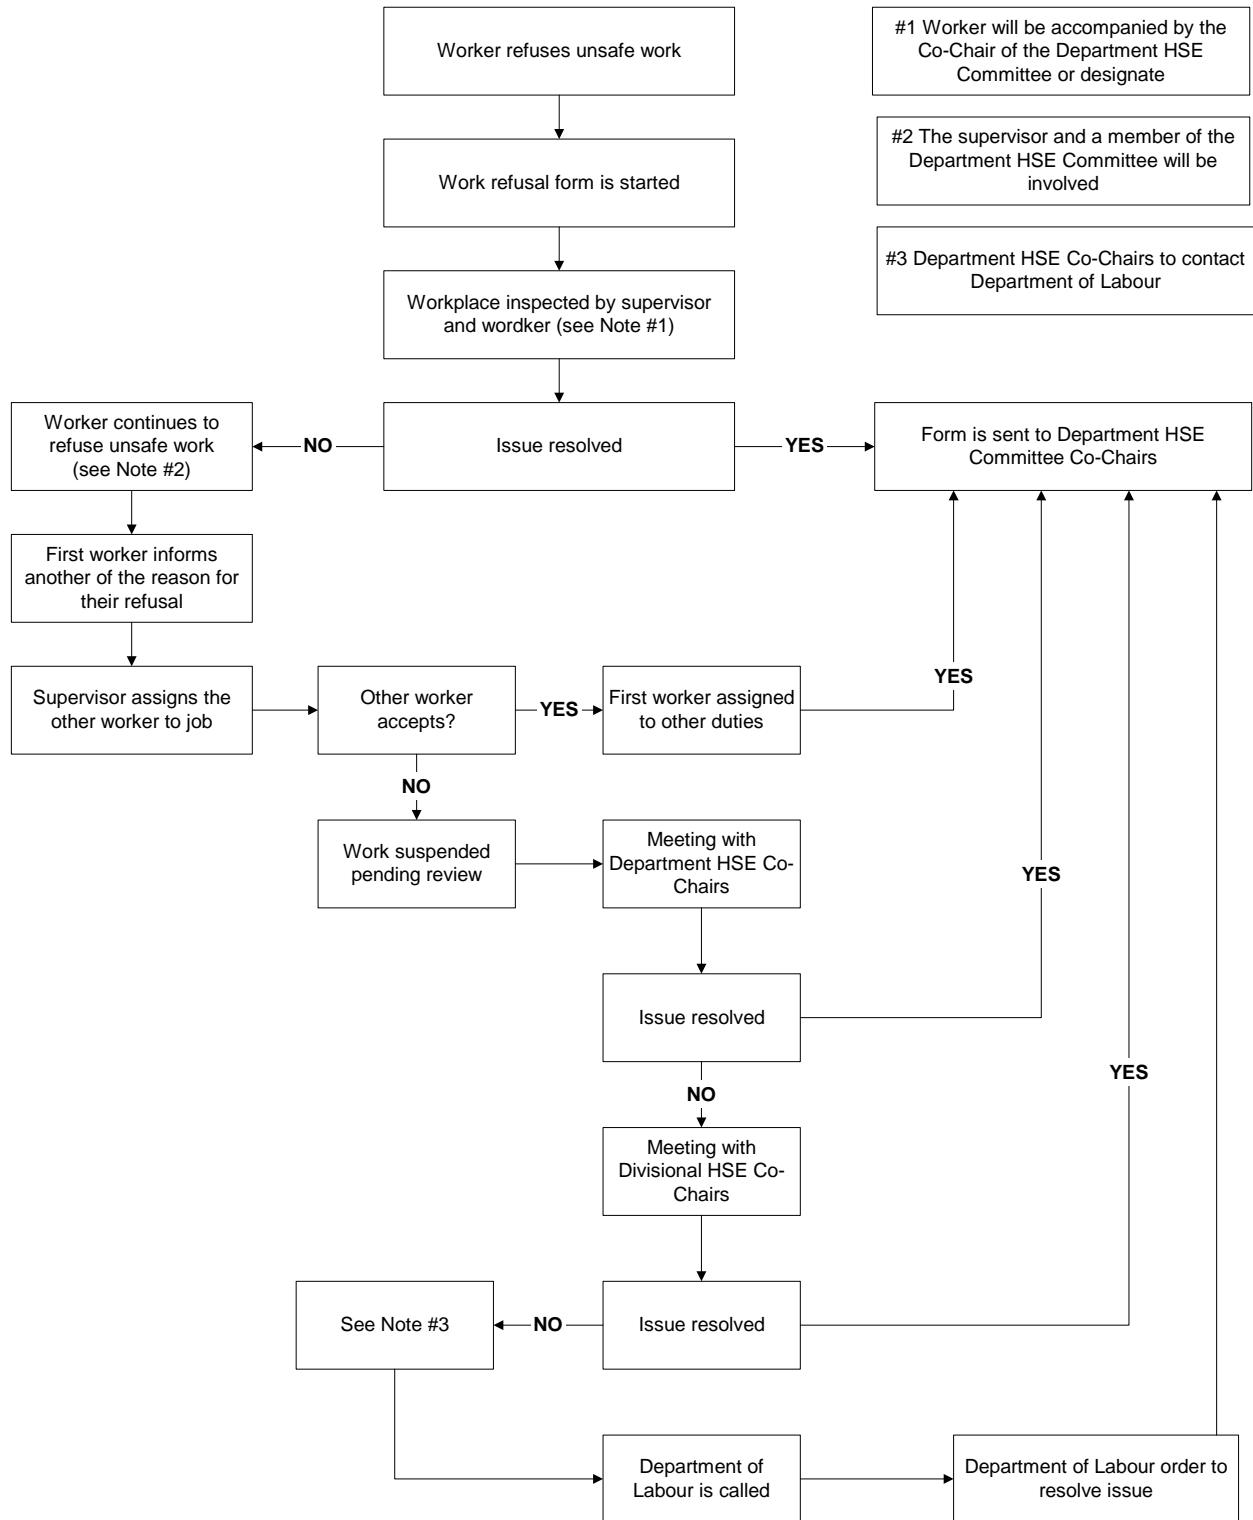 Worker refuses unsafe work
#1 Worker will be accompanied by the
Co-Chair of the Department HSE
Committee or designate
#2 The supervisor and a member of the
Department HSE Committee will be
involved
Work refusal form is started
#3 Department HSE Co-Chairs to contact
Department of Labour
Workplace inspected by supervisor
and wordker (see Note #1)
Worker continues to
refuse unsafe work
(see Note #2)
NO
Issue resolved
YES
Form is sent to Department HSE
Committee Co-Chairs
First worker informs
another of the reason for
their refusal
Supervisor assigns the
other worker to job
Other worker
accepts?
YES
First worker assigned
to other duties
YES
NO
Work suspended
pending review
Meeting with
Department HSE Co-
Chairs
YES
Issue resolved
YES
NO
Meeting with
Divisional HSE Co-
Chairs
See Note #3
NO
Issue resolved
Department of
Labour is called
Department of Labour order to
resolve issue